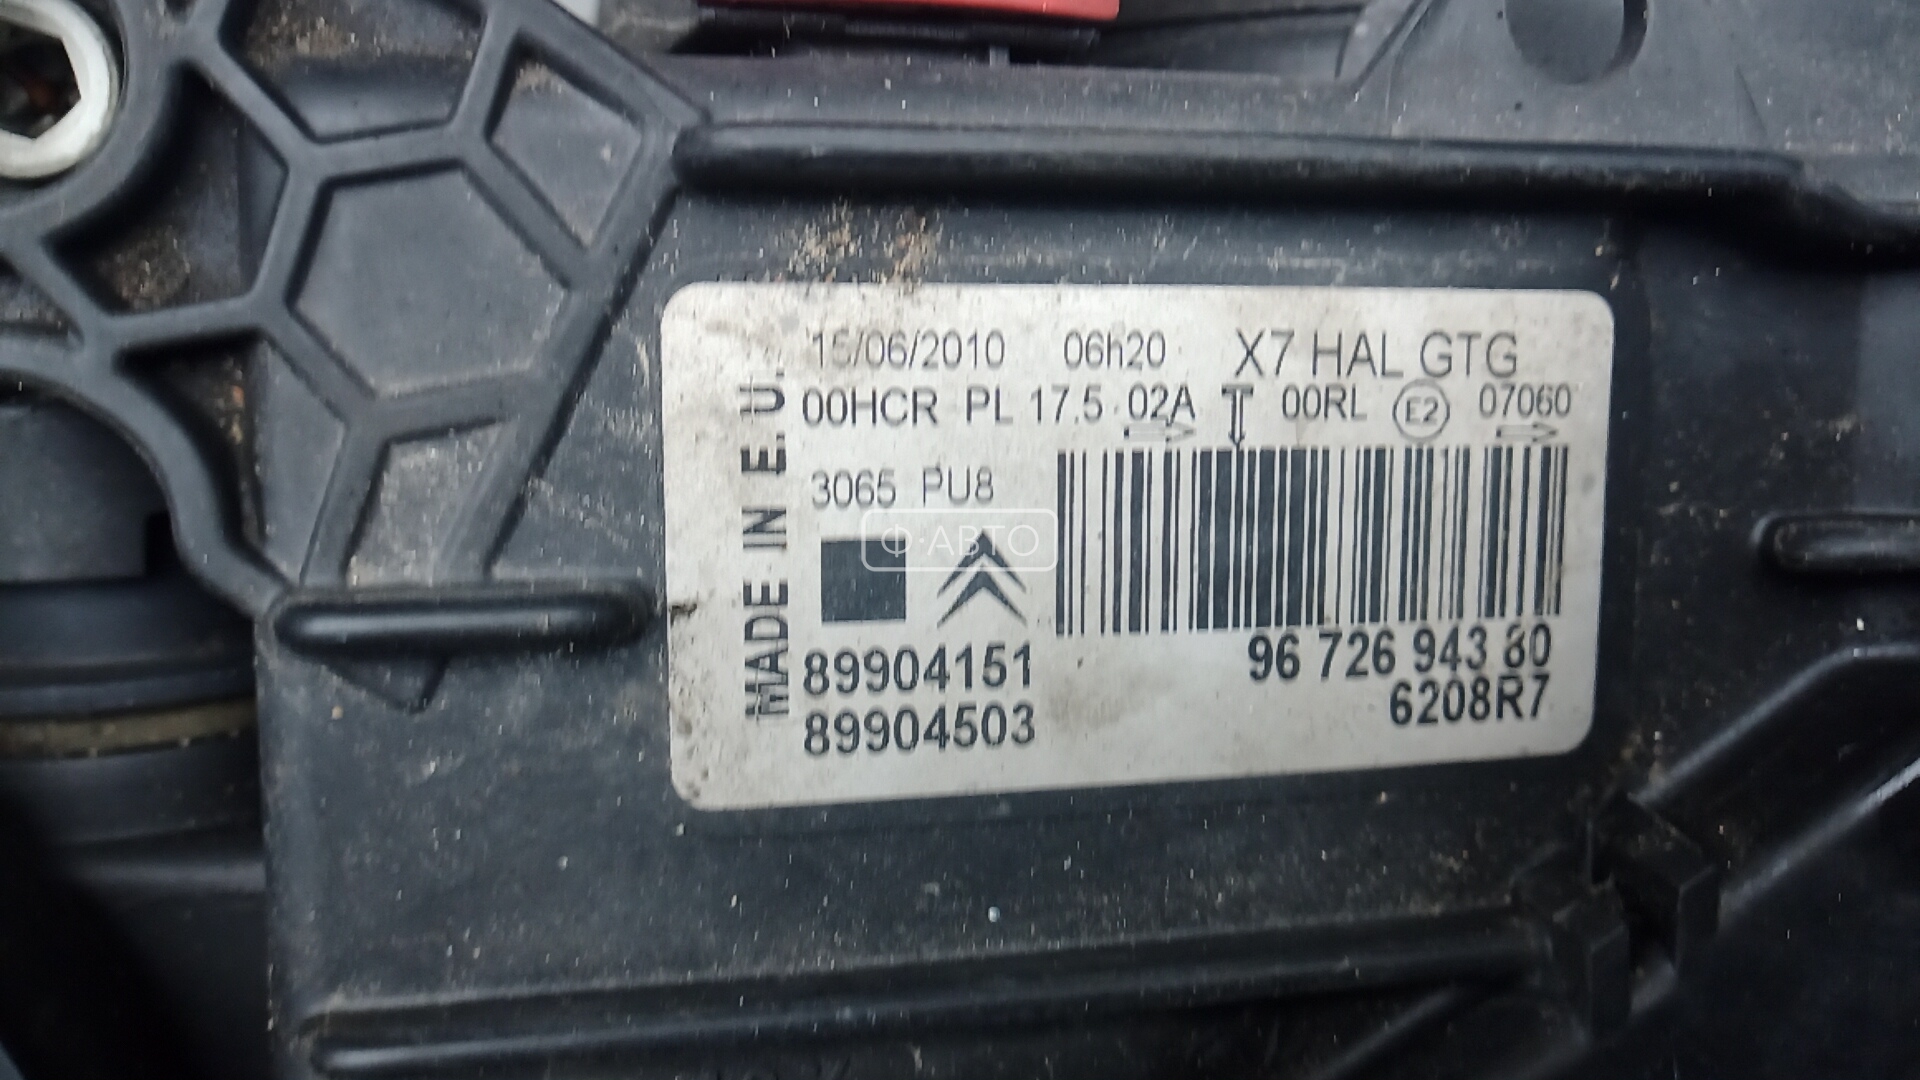 15/06/2010 06h20 X7 HAL GTG
00HCR PL 17.5 02A 00RL E2 07060
3065 PU8
MADE IN E.U.
Ф·АВТО
89904151 96 726 943 80
89904503 6208R7